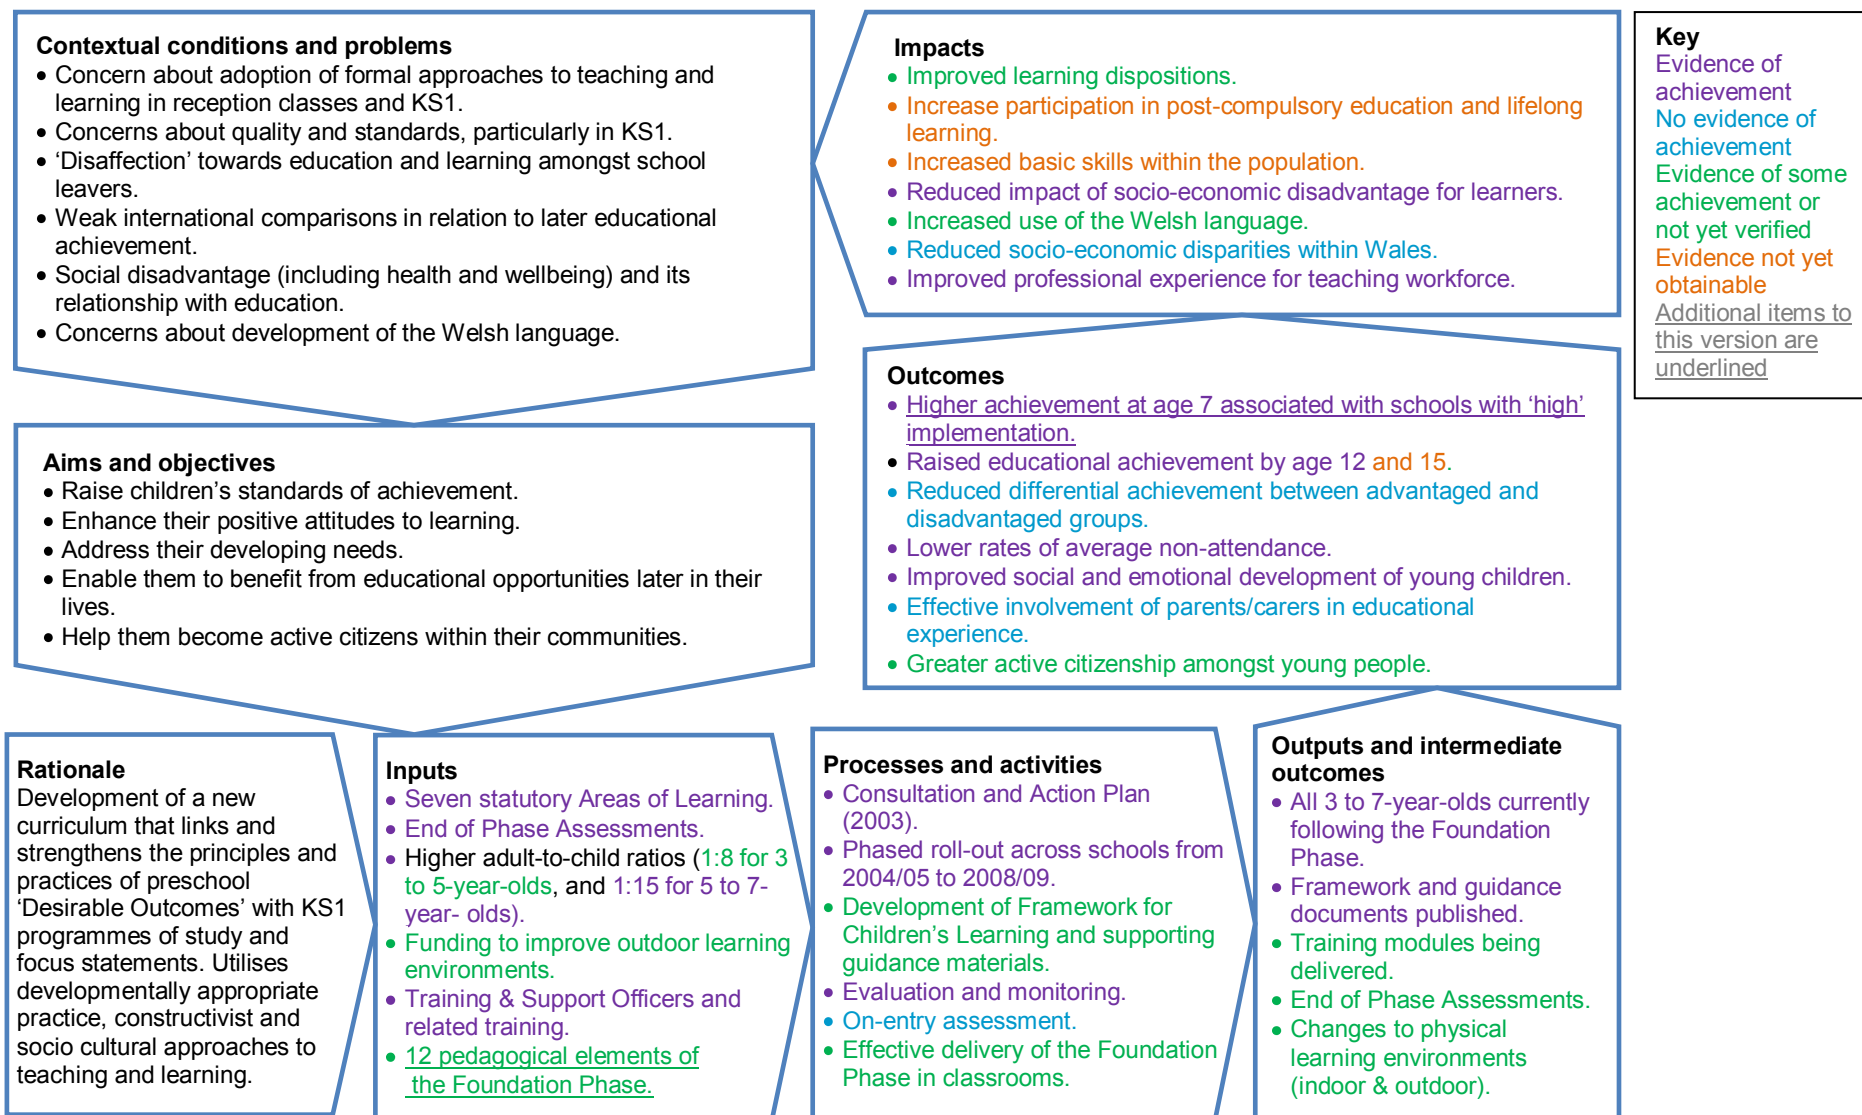 Contextual conditions and problems
• Concern about adoption of formal approaches to teaching and
learning in reception classes and KS1.
• Concerns about quality and standards, particularly in KS1.
• ‘Disaffection’ towards education and learning amongst school
leavers.
• Weak international comparisons in relation to later educational
achievement.
• Social disadvantage (including health and wellbeing) and its
relationship with education.
• Concerns about development of the Welsh language.
Impacts
• Improved learning dispositions.
• Increase participation in post-compulsory education and lifelong
learning.
• Increased basic skills within the population.
• Reduced impact of socio-economic disadvantage for learners.
• Increased use of the Welsh language.
• Reduced socio-economic disparities within Wales.
• Improved professional experience for teaching workforce.
Key
Evidence of
achievement
No evidence of
achievement
Evidence of some
achievement or
not yet verified
Evidence not yet
obtainable
Additional items to
this version are
underlined
Aims and objectives
• Raise children’s standards of achievement.
• Enhance their positive attitudes to learning.
• Address their developing needs.
• Enable them to benefit from educational opportunities later in their
lives.
• Help them become active citizens within their communities.
Outcomes
• Higher achievement at age 7 associated with schools with ‘high’
implementation.
• Raised educational achievement by age 12 and 15.
• Reduced differential achievement between advantaged and
disadvantaged groups.
• Lower rates of average non-attendance.
• Improved social and emotional development of young children.
• Effective involvement of parents/carers in educational
experience.
• Greater active citizenship amongst young people.
Rationale
Development of a new
curriculum that links and
strengthens the principles and
practices of preschool
‘Desirable Outcomes’ with KS1
programmes of study and
focus statements. Utilises
developmentally appropriate
practice, constructivist and
socio cultural approaches to
teaching and learning.
Inputs
• Seven statutory Areas of Learning.
• End of Phase Assessments.
• Higher adult-to-child ratios (1:8 for 3
to 5-year-olds, and 1:15 for 5 to 7-
year- olds).
• Funding to improve outdoor learning
environments.
• Training & Support Officers and
related training.
• 12 pedagogical elements of
the Foundation Phase.
Processes and activities
• Consultation and Action Plan
(2003).
• Phased roll-out across schools from
2004/05 to 2008/09.
• Development of Framework for
Children’s Learning and supporting
guidance materials.
• Evaluation and monitoring.
• On-entry assessment.
• Effective delivery of the Foundation
Phase in classrooms.
Outputs and intermediate
outcomes
• All 3 to 7-year-olds currently
following the Foundation
Phase.
• Framework and guidance
documents published.
• Training modules being
delivered.
• End of Phase Assessments.
• Changes to physical
learning environments
(indoor & outdoor).